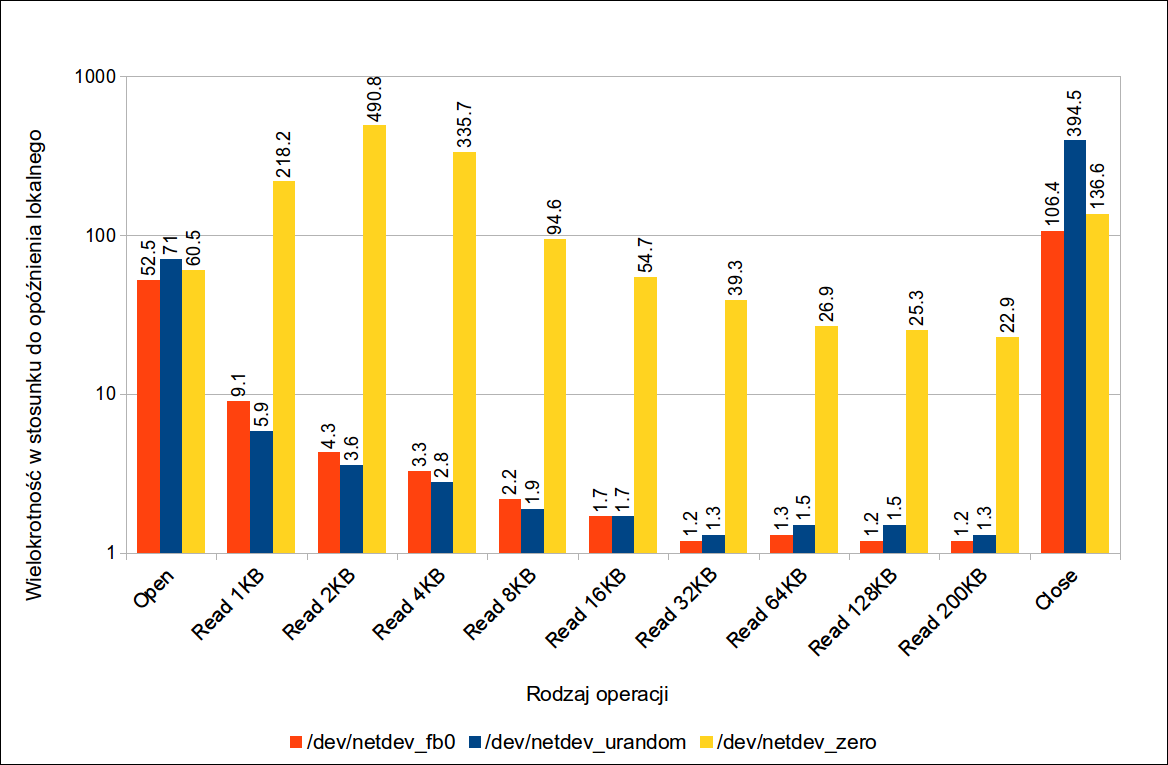 Wielokrotność w stosunku do opóźnienia lokalnego
1000
100
10
1
52.5
71
60.5
9.1
5.9
218.2
4.3
3.6
490.8
3.3
2.8
335.7
2.2
1.9
94.6
1.7
1.7
54.7
1.2
1.3
39.3
1.3
1.5
26.9
1.2
1.5
25.3
1.2
1.3
22.9
106.4
394.5
136.6
Open
Read 1KB
Read 2KB
Read 4KB
Read 8KB
Read 16KB
Read 32KB
Read 64KB
Read 128KB
Read 200KB
Close
Rodzaj operacji
/dev/netdev_fb0
/dev/netdev_urandom
/dev/netdev_zero